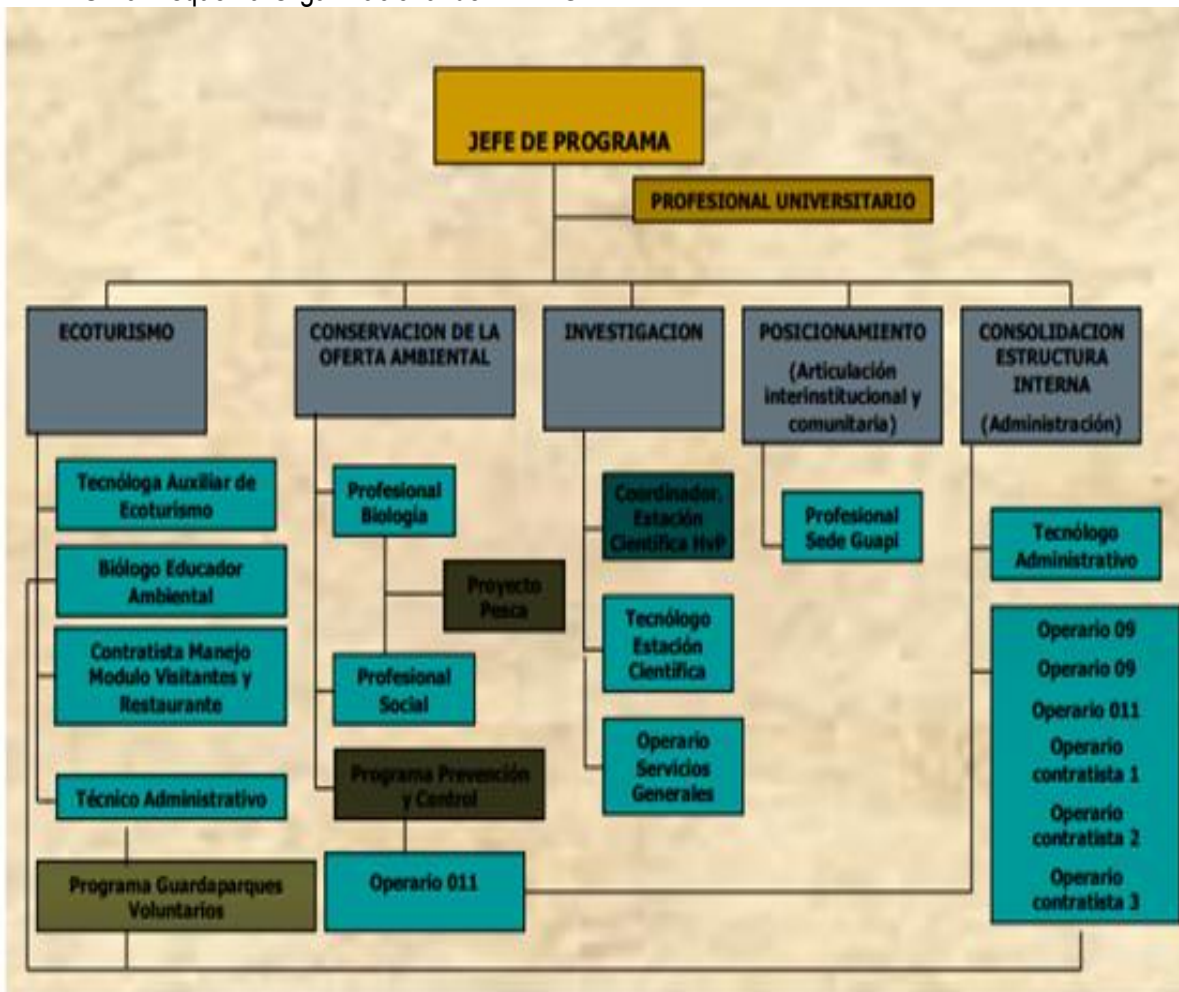 JEFE DE PROGRAMA
PROFESIONAL UNIVERSITARIO
ECOTURISMO
Tecnóloga Auxiliar de
Ecoturismo
Biólogo Educador
Ambiental
Contratista Manejo
Modulo Visitantes y
Restaurante
Técnico Administrativo
Programa Guardaparques
Voluntarios
CONSERVACION DE LA
OFERTA AMBIENTAL
Profesional
Biología
Proyecto
Pesca
Profesional
Social
Programa Prevención
y Control
Operario 011
INVESTIGACION
Coordinador.
Estación
Científica HvP
Tecnólogo
Estación
Científica
Operario
Servicios
Generales
POSICIONAMIENTO
(Articulación
interinstitucional y
comunitaria)
Profesional
Sede Guapi
CONSOLIDACION
ESTRUCTURA
INTERNA
(Administración)
Tecnólogo
Administrativo
Operario 09
Operario 09
Operario 011
Operario
contratista 1
Operario
contratista 2
Operario
contratista 3